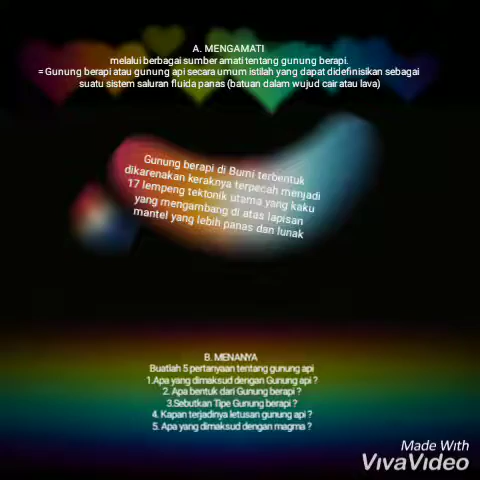 A. MENGAMATI
melalui berbagai sumber amati tentang gunung berapi.
= Gunung berapi atau gunung api secara umum istilah yang dapat didefinisikan sebagai
suatu sistem saluran fluida panas (batuan dalam wujud cair atau lava)
Gunung berapi di Bumi terbentuk
dikarenakan keraknya terpecah menjadi
17 lempeng tektonik utama yang kaku
yang mengambang di atas lapisan
mantel yang lebih panas dan lunak
B. MENANYA
Buatlah 5 pertanyaan tentang gunung api
1.Apa yang dimaksud dengan Gunung api ?
2. Apa bentuk dari Gunung berapi ?
3.Sebutkan Tipe Gunung berapi ?
4. Kapan terjadinya letusan gunung api ?
5. Apa yang dimaksud dengan magma ?
Made With
VivaVideo